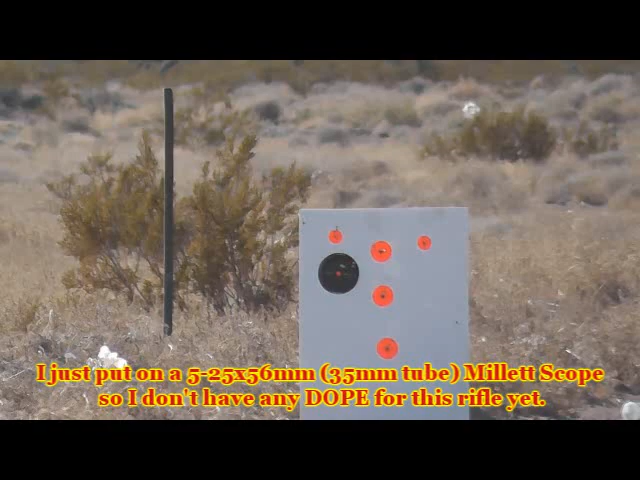 I just put on a 5-25x56mm (35mm tube) Millett Scope
so I don't have any DOPE for this rifle yet.